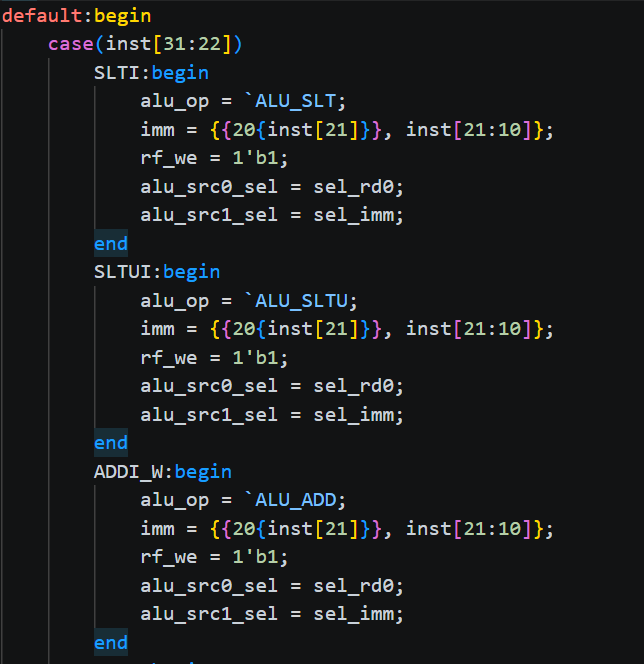 default:begin
case(inst[31:22])
SLTI:begin
alu_op = `ALU_SLT;
imm = {{20{inst[21]}}, inst[21:10]};
rf_we = 1'b1;
alu_src0_sel = sel_rd0;
alu_src1_sel = sel_imm;
end
SLTUI:begin
alu_op = `ALU_SLTU;
imm = {{20{inst[21]}}, inst[21:10]};
rf_we = 1'b1;
alu_src0_sel = sel_rd0;
alu_src1_sel = sel_imm;
end
ADDI_W:begin
alu_op = `ALU_ADD;
imm = {{20{inst[21]}}, inst[21:10]};
rf_we = 1'b1;
alu_src0_sel = sel_rd0;
alu_src1_sel = sel_imm;
end